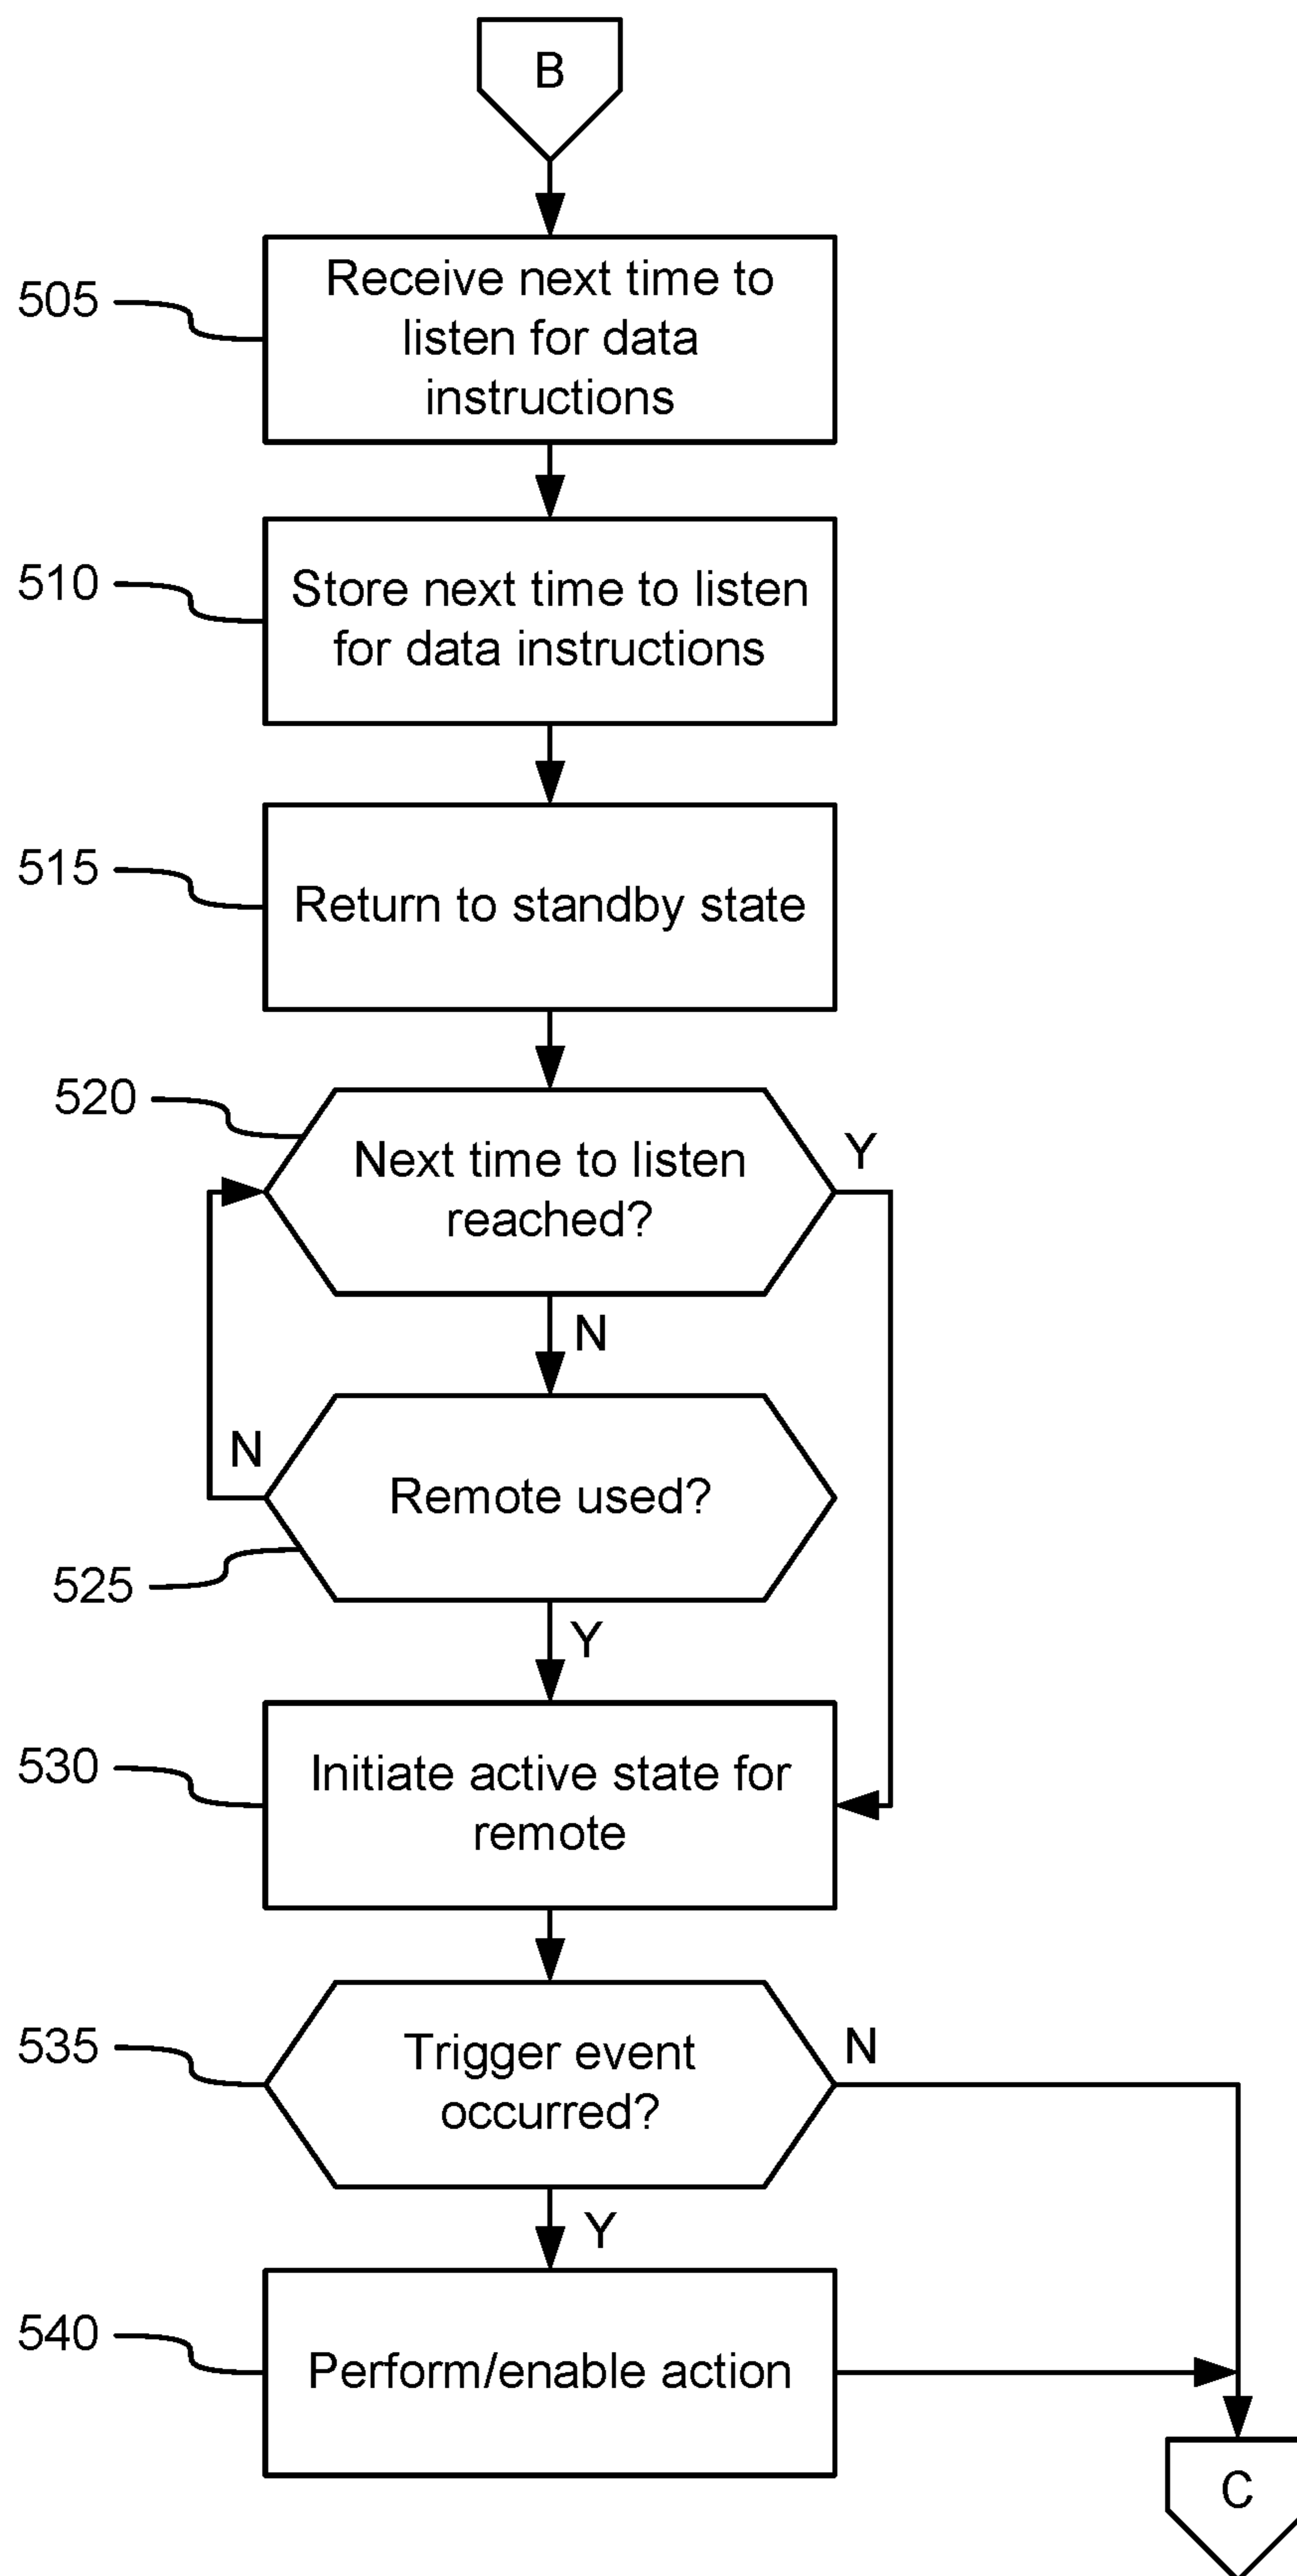 B
505
Receive next time to
listen for data
instructions
510
Store next time to listen
for data instructions
515
Return to standby state
520
Next time to listen
reached?
Y
N
N
Remote used?
525
Y
530
Initiate active state for
remote
535
Trigger event
occurred?
N
Y
540
Perform/enable action
C